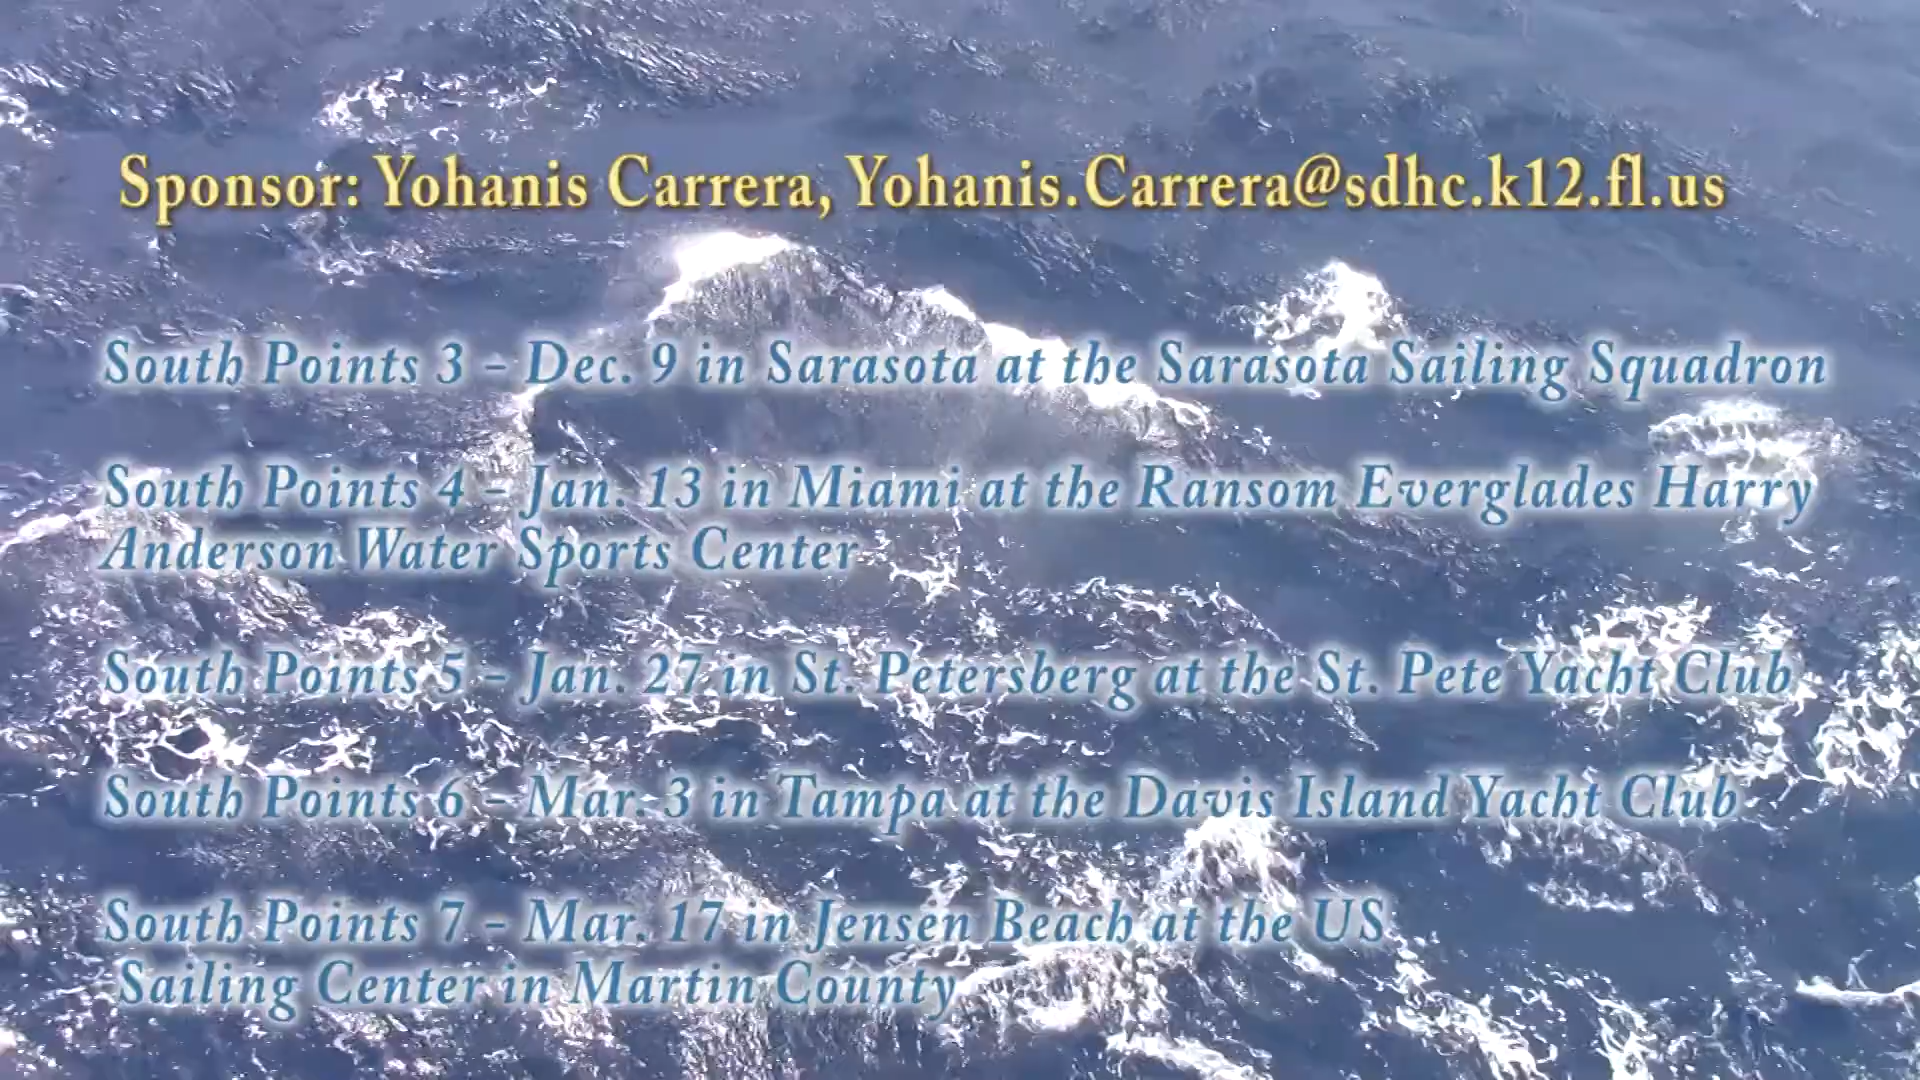 Sponsor: Yohanis Carrera, Yohanis.Carrera@sdhc.k12.fl.us
South Points 3 - Dec. 9 in Sarasota at the Sarasota Sailing Squadron
South Points 4 - Jan. 13 in Miami at the Ransom Everglades Harry
Anderson Water Sports Center
South Points 5 - Jan. 27 in St. Petersberg at the St. Pete Yacht Club
South Points 6 - Mar. 3 in Tampa at the Davis Island Yacht Club
South Points 7 - Mar. 17 in Jensen Beach at the US
Sailing Center in Martin County